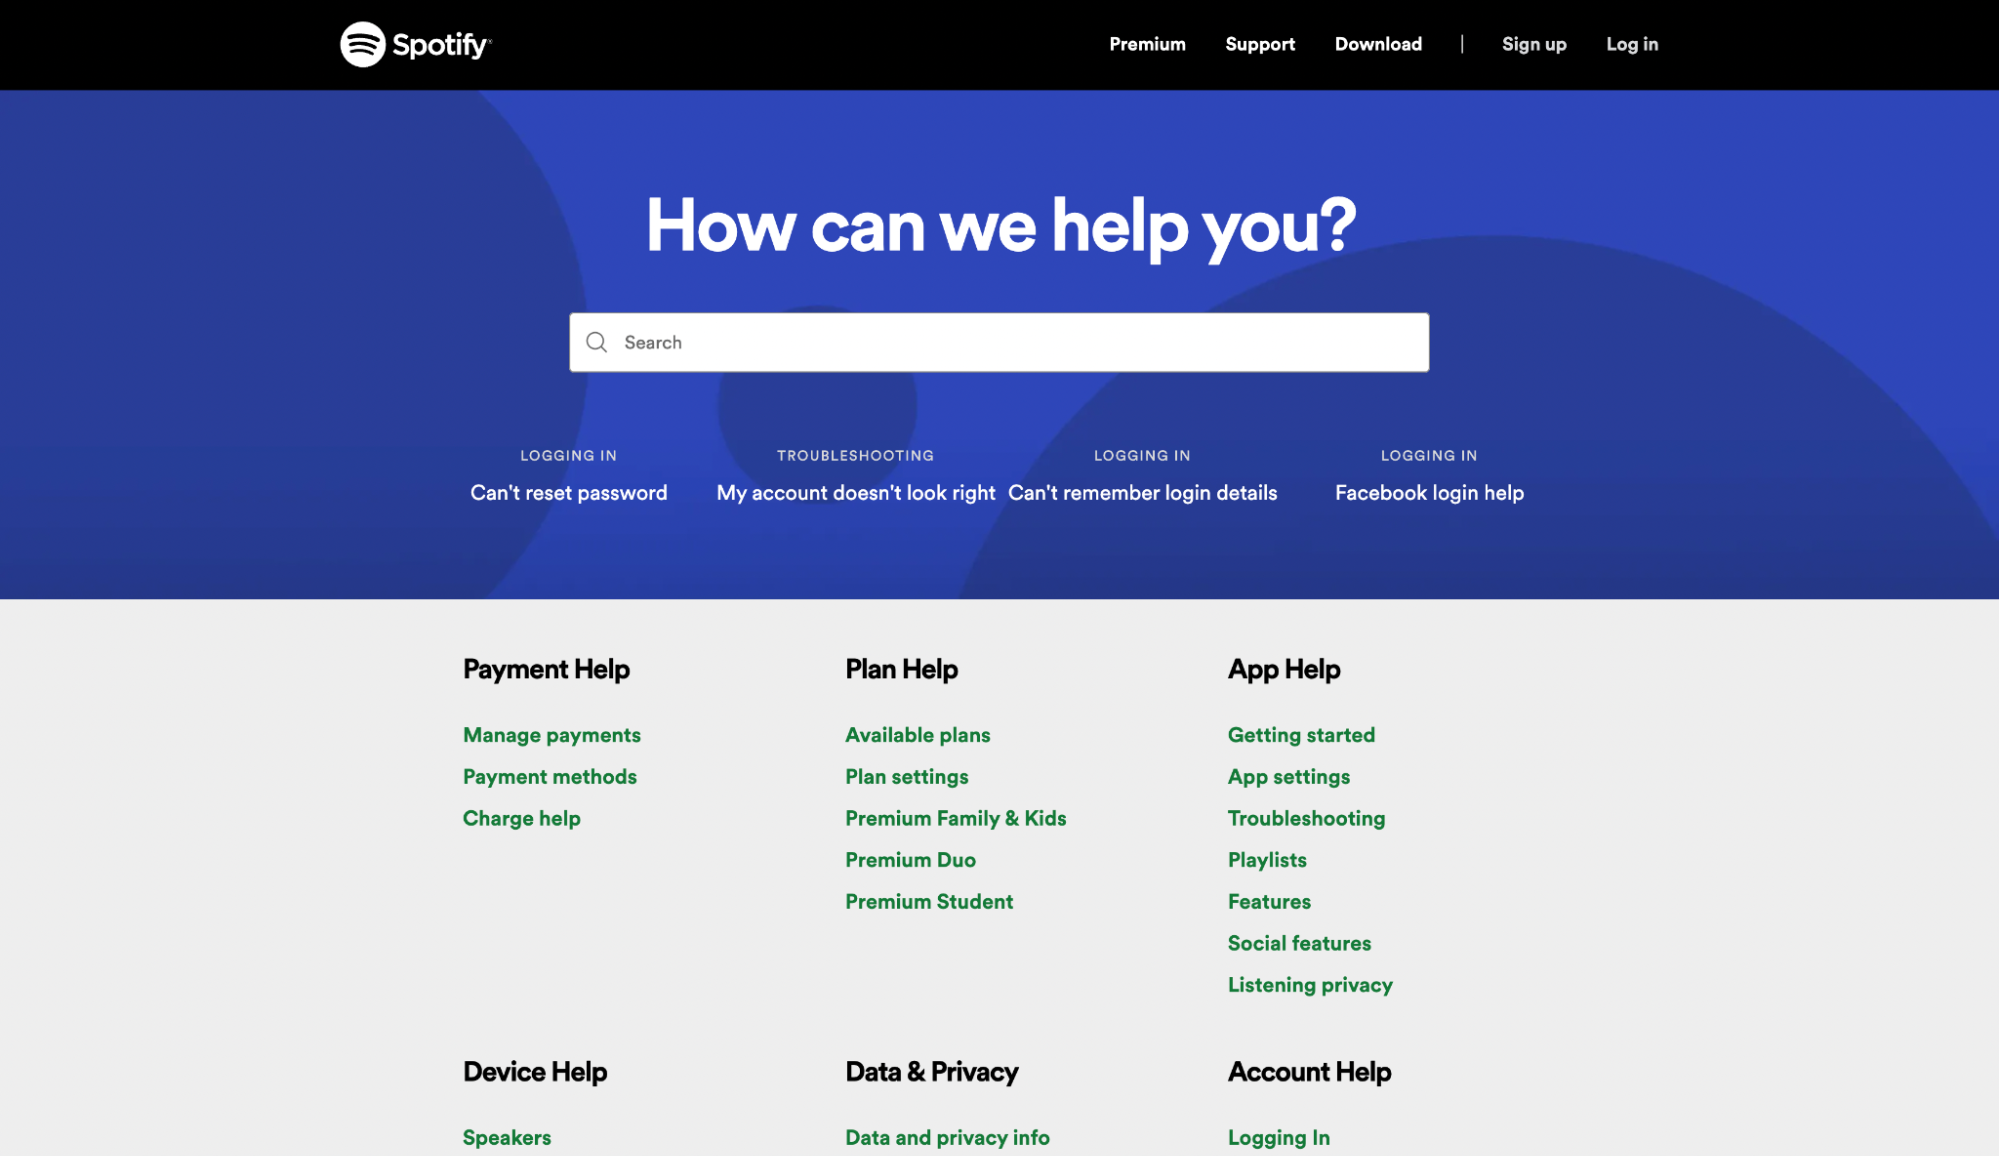 Spotify®
Premium Support Download | Sign up Log in
How can we help you?
Search
LOGGING IN
Can't reset password
TROUBLESHOOTING
My account doesn't look right
LOGGING IN
Can't remember login details
LOGGING IN
Facebook login help
Payment Help
Manage payments
Payment methods
Charge help
Plan Help
Available plans
Plan settings
Premium Family & Kids
Premium Duo
Premium Student
App Help
Getting started
App settings
Troubleshooting
Playlists
Features
Social features
Listening privacy
Device Help
Speakers
Data & Privacy
Data and privacy info
Account Help
Logging In